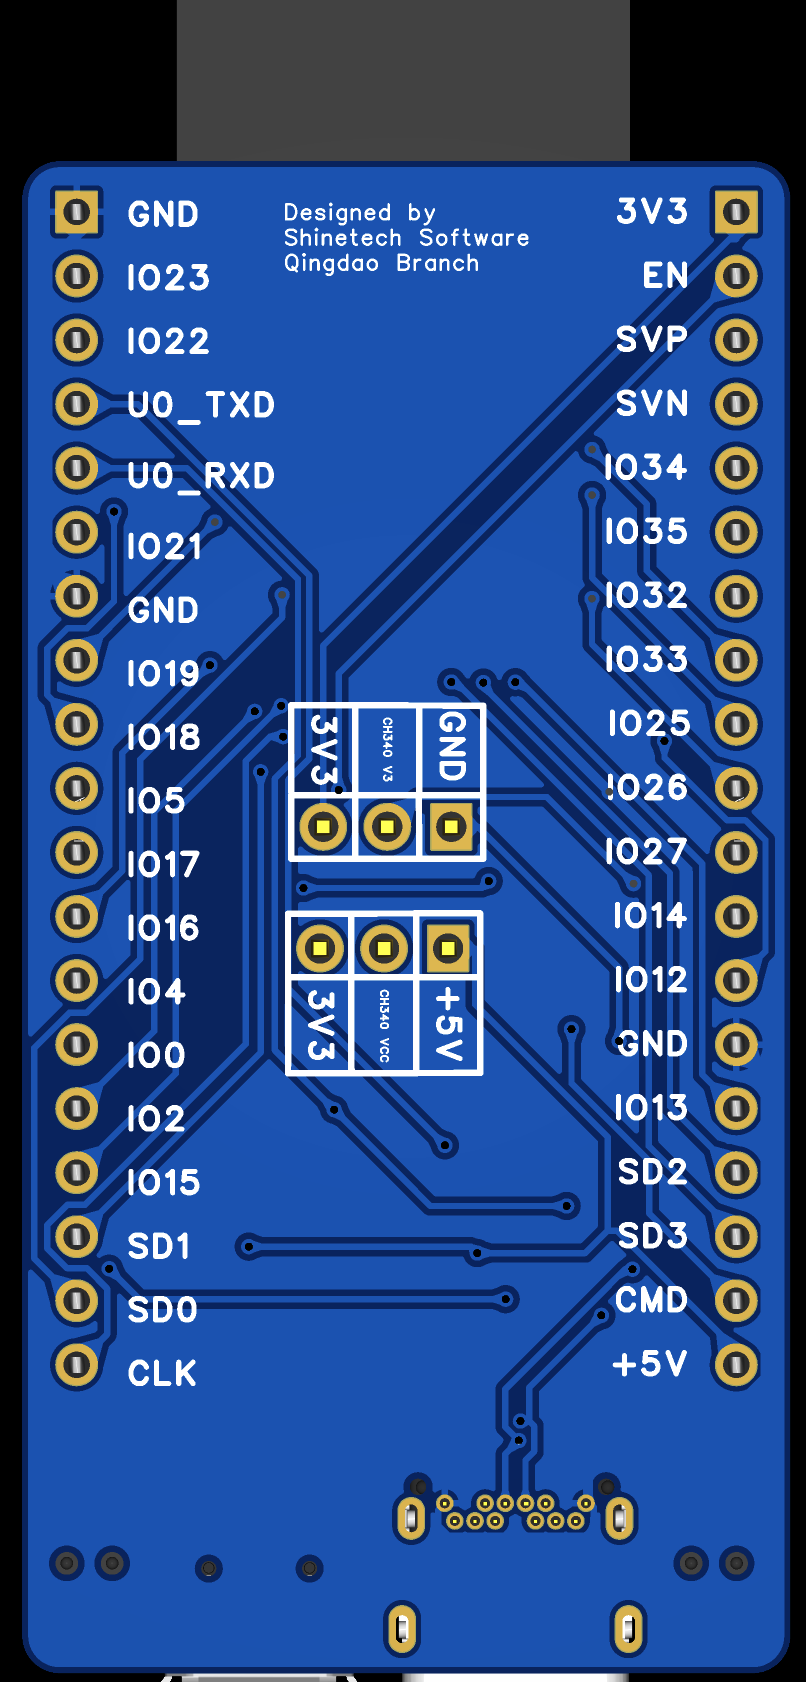 GND
IO23
IO22
U0_TXD
U0_RXD
IO21
GND
IO19
IO18
IO5
IO17
IO16
IO4
IO0
IO2
IO15
SD1
SD0
CLK
Designed by
Shinetech Software
Qingdao Branch
3V3
CH340 V3
GND
3V3
CH340 VCC
+5V
3V3
EN
SVP
SVN
IO34
IO35
IO32
IO33
IO25
IO26
IO27
IO14
IO12
GND
IO13
SD2
SD3
CMD
+5V